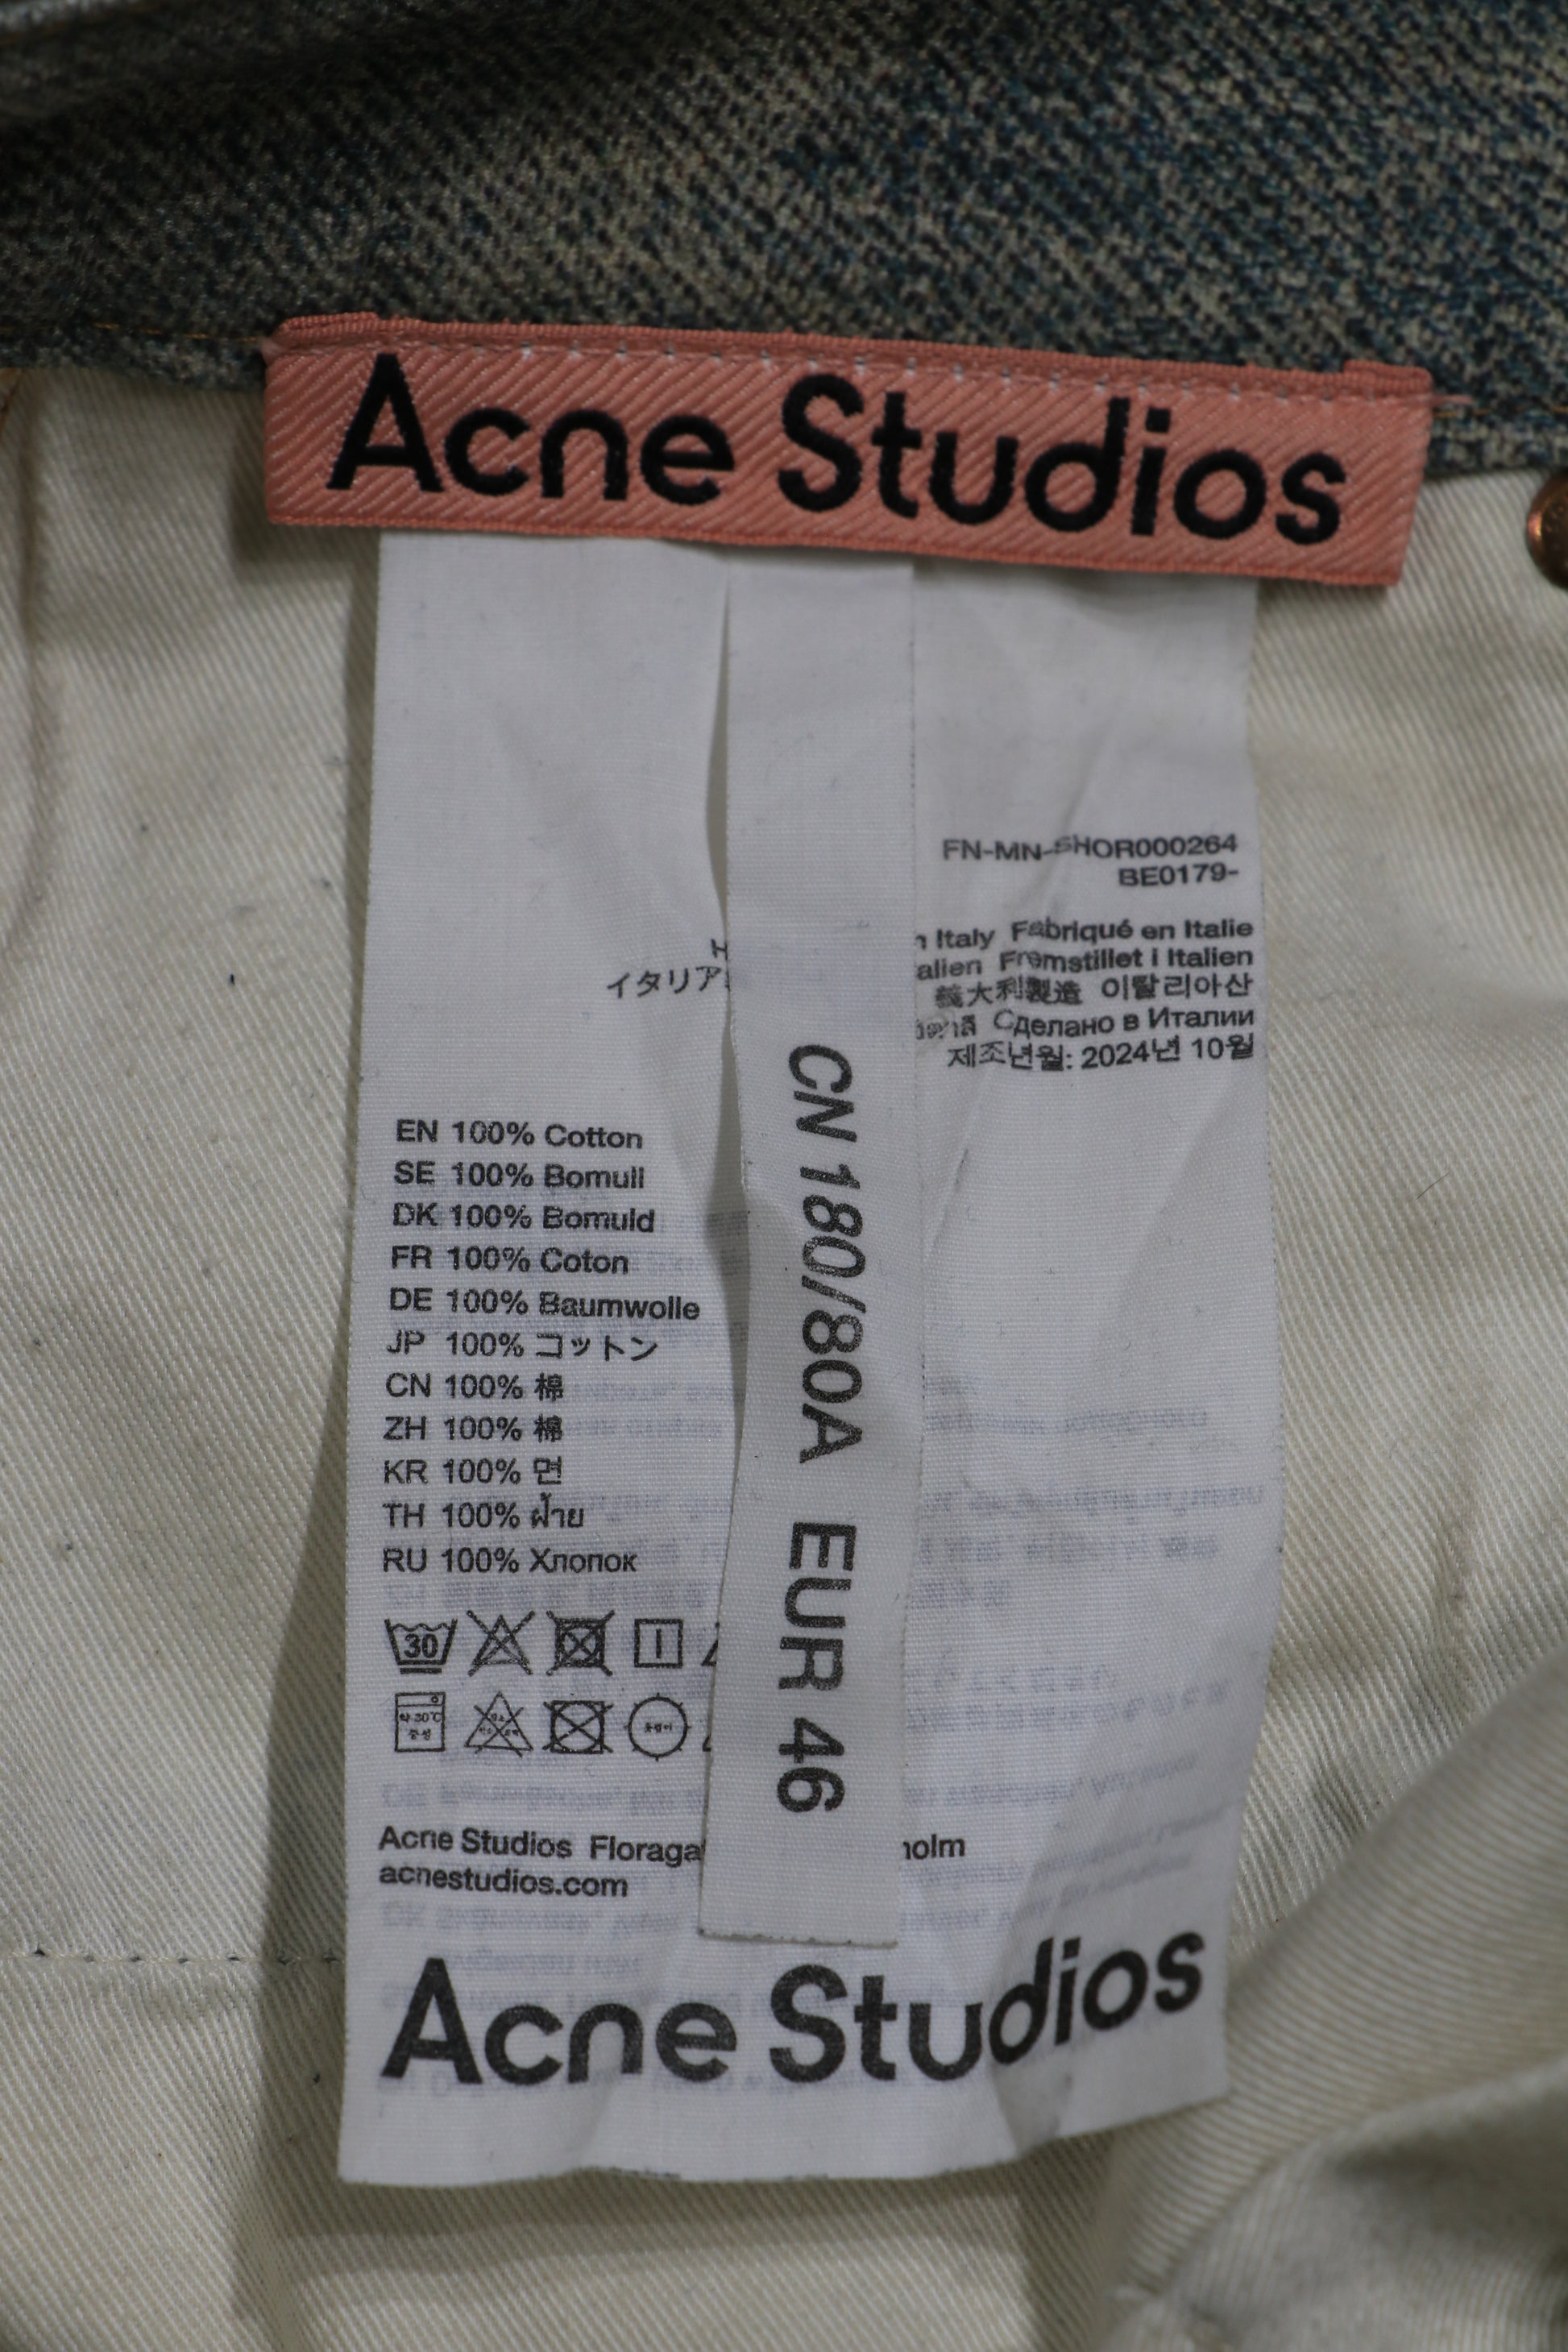 Acne Studios
FN-MN-SHOR000264
BE0179-
Italy Fabriqué en Italie
Fremstillet i Italien
イタリア
義大利製造 이탈리아산
Сделано в Италии
제조년월: 2024년 10월
CN 180/80A EUR 46
EN 100% Cotton
SE 100% Bomull
DK 100% Bomuld
FR 100% Coton
DE 100% Baumwolle
JP 100% コットン
CN 100% 棉
ZH 100% 棉
KR 100% 면
TH 100% ฝ้าย
RU 100% Хлопок
30
약 30℃
중성
Acne Studios
acnestudios.com
Acne Studios